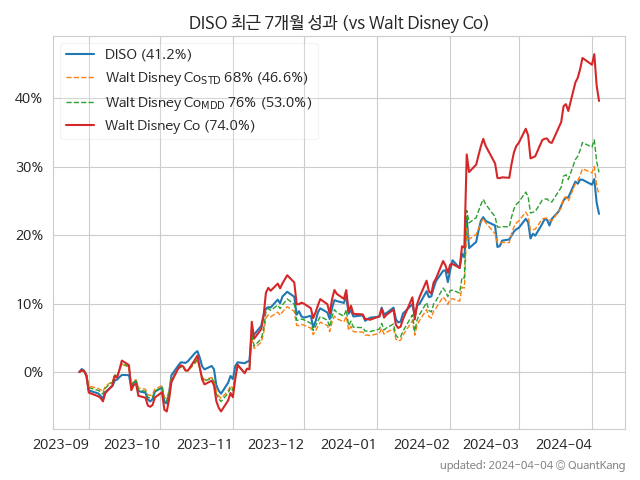 DISO 최근 7개월 성과 (vs Walt Disney Co)
DISO (41.2%)
Walt Disney CoSTD 68% (46.6%)
Walt Disney CoMDD 76% (53.0%)
Walt Disney Co (74.0%)
40%
30%
20%
10%
0%
2023-09 2023-10 2023-11 2023-12 2024-01 2024-02 2024-03 2024-04
updated: 2024-04-04 © QuantKang